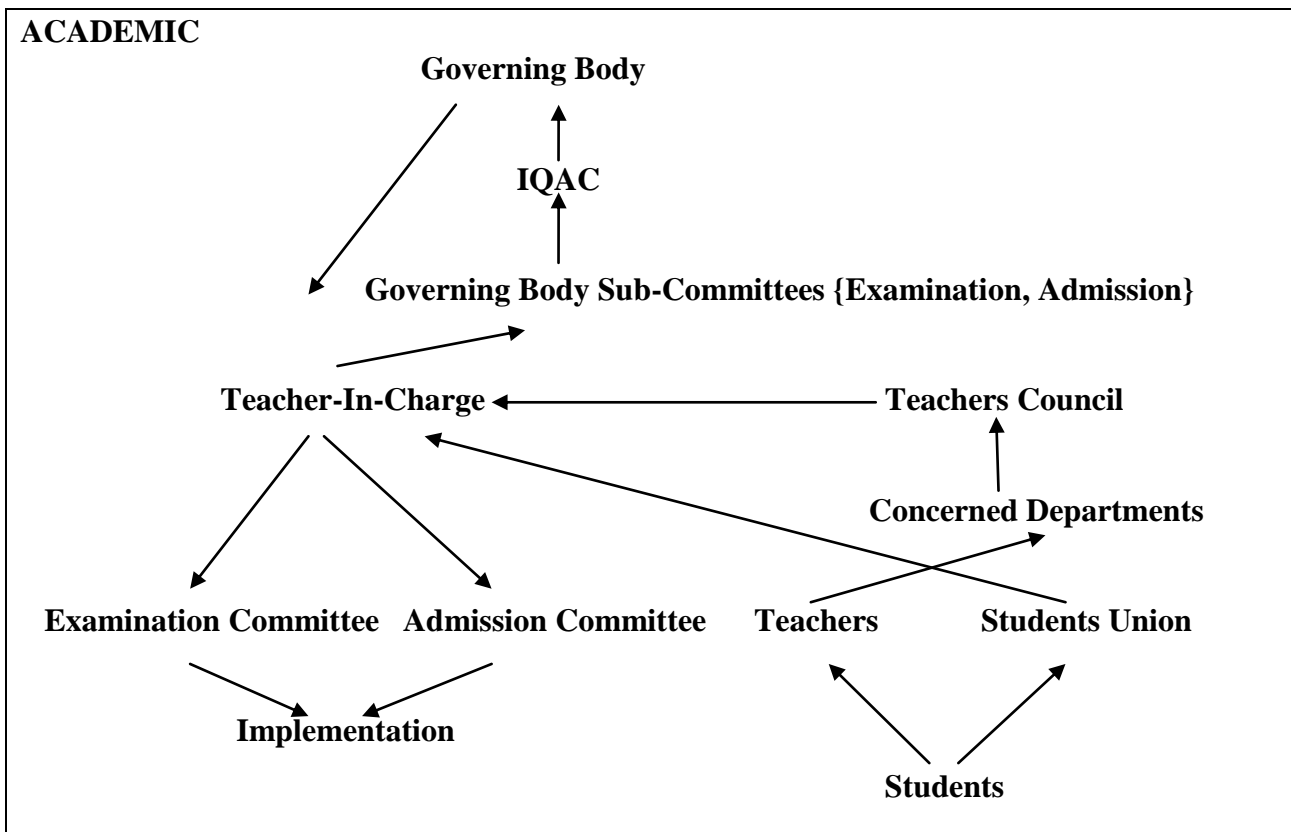 ACADEMIC
Governing Body
IQAC
Governing Body Sub-Committees {Examination, Admission}
Teacher-In-Charge
Teachers Council
Concerned Departments
Examination Committee
Admission Committee
Teachers
Students Union
Implementation
Students